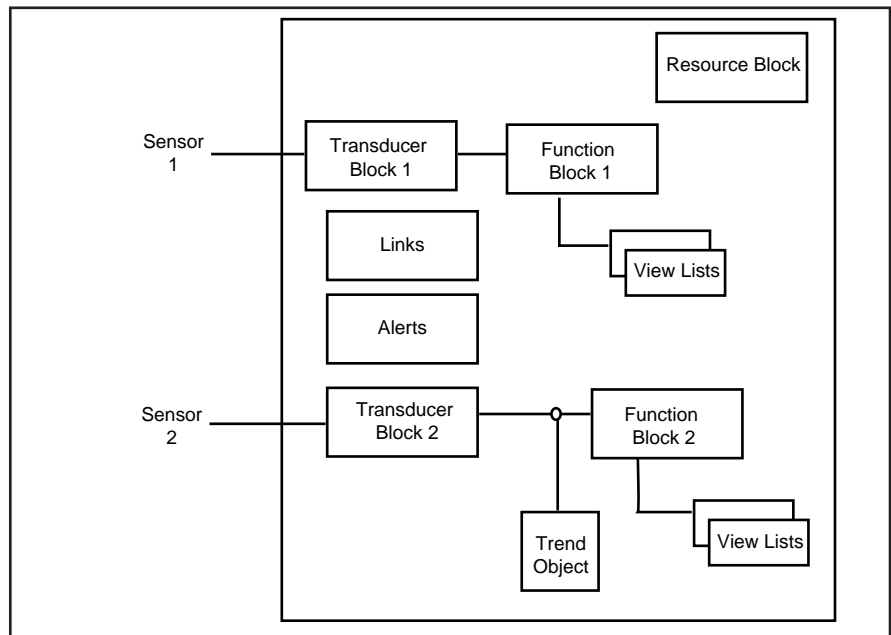 Resource Block
Sensor
1
Transducer
Block 1
Function
Block 1
Links
View Lists
Alerts
Sensor
2
Transducer
Block 2
Function
Block 2
Trend
Object
View Lists